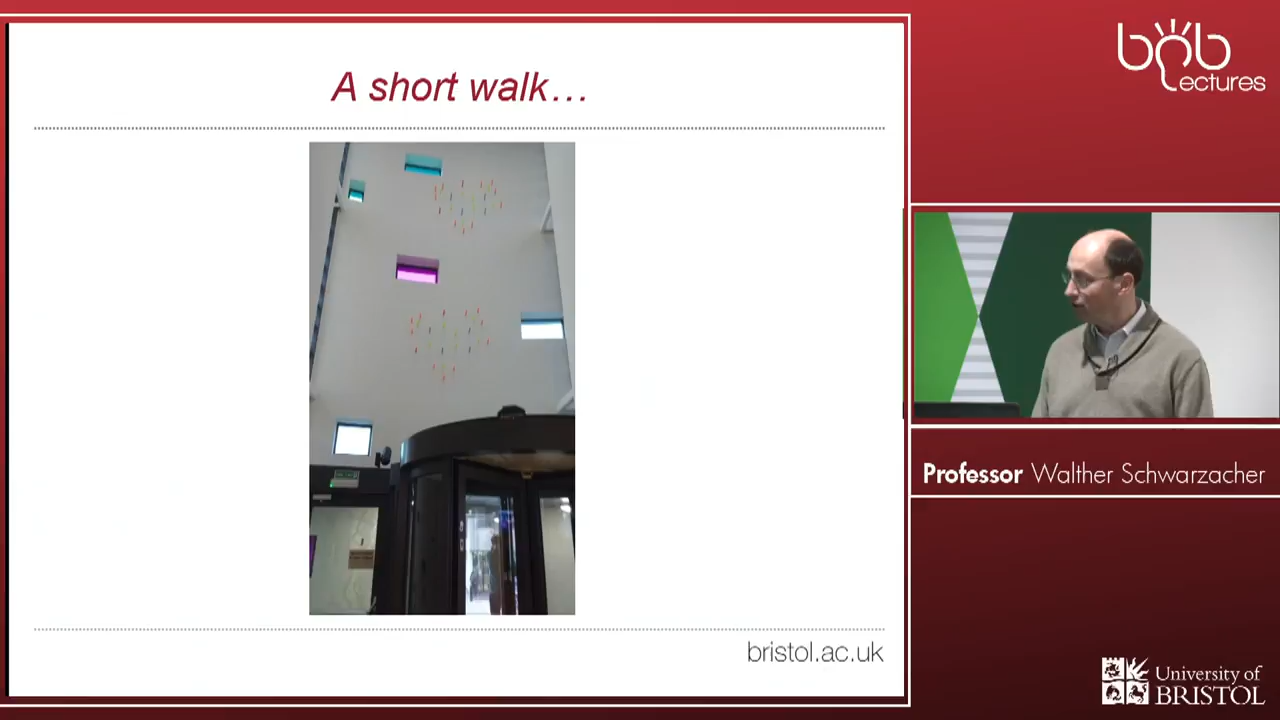 A short walk…
bristol.ac.uk
bob
Lectures
Professor Walther Schwarzacher
University of
BRISTOL